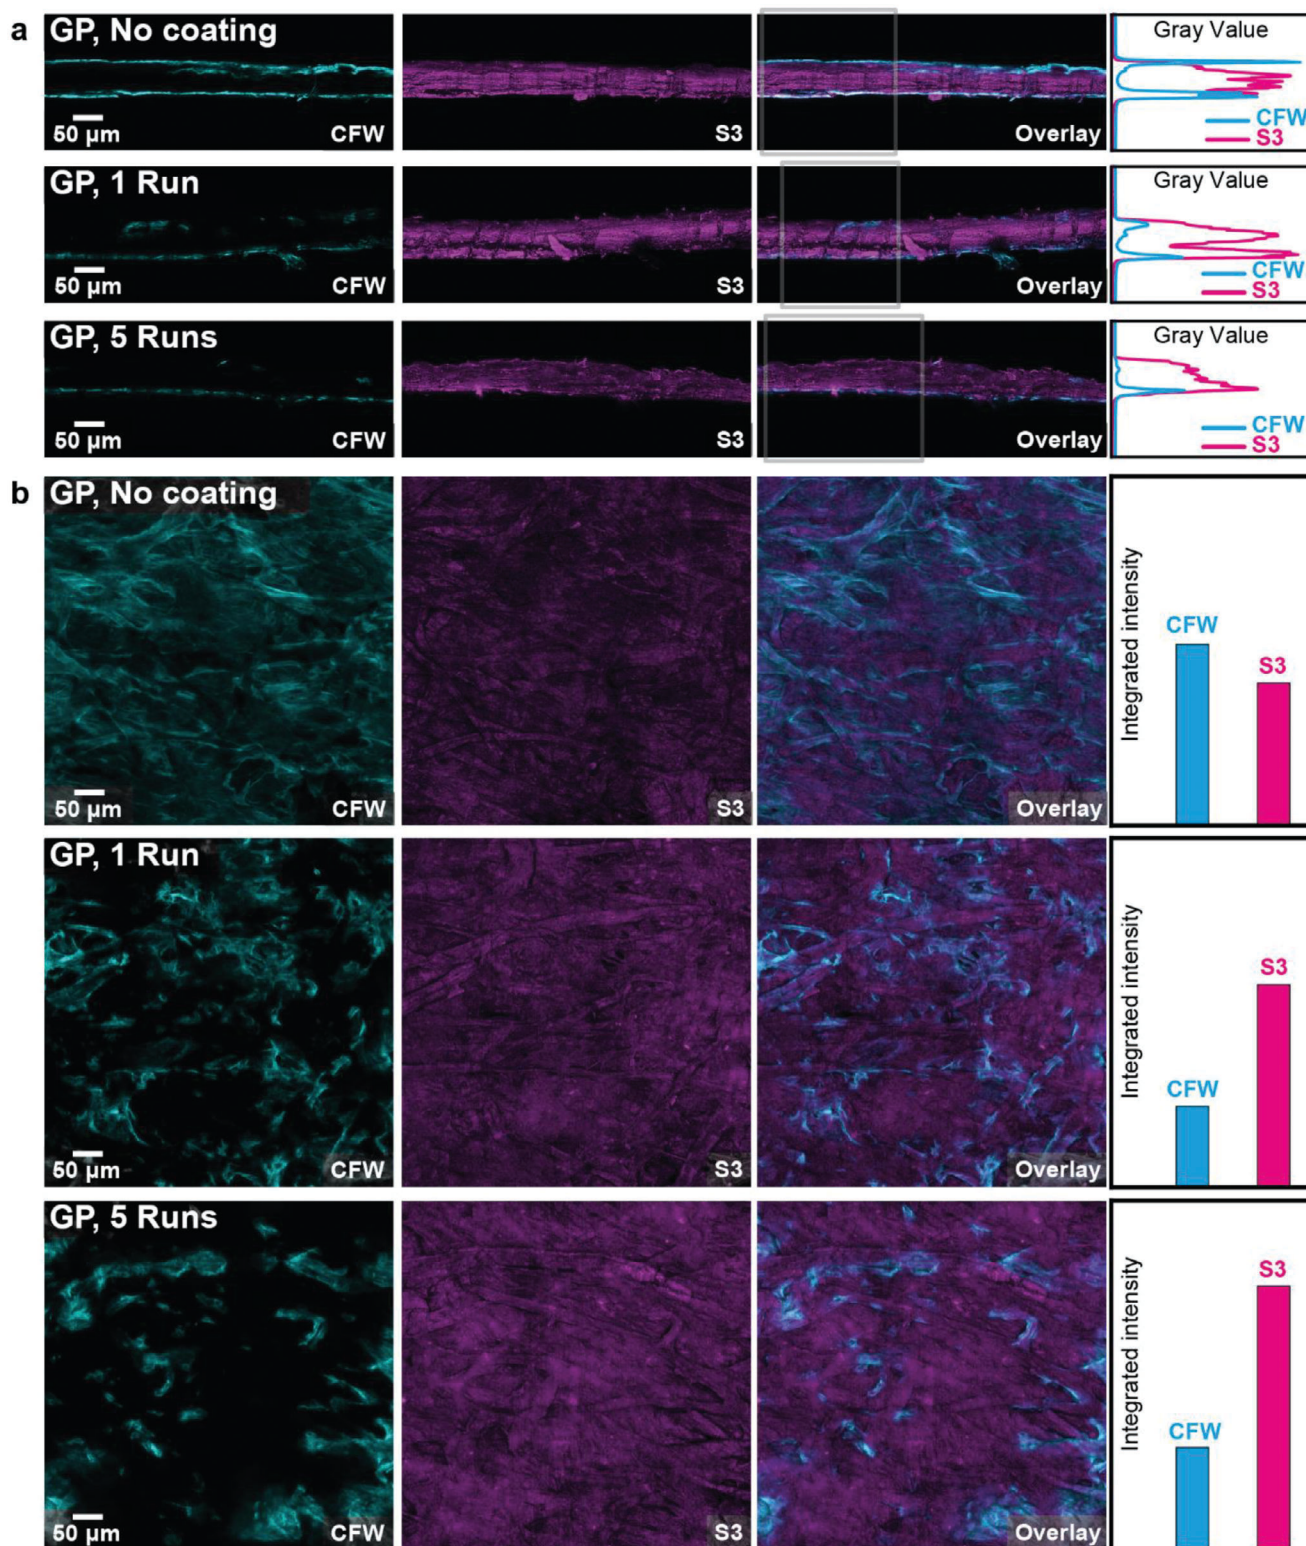 a
GP, No coating
50 µm
CFW
S3
Overlay
Gray Value
CFW
S3
GP, 1 Run
50 µm
CFW
S3
Overlay
Gray Value
CFW
S3
GP, 5 Runs
50 µm
CFW
S3
Overlay
Gray Value
CFW
S3
b
GP, No coating
50 µm
CFW
S3
Overlay
Integrated intensity
CFW
S3
GP, 1 Run
50 µm
CFW
S3
Overlay
Integrated intensity
CFW
S3
GP, 5 Runs
50 µm
CFW
S3
Overlay
Integrated intensity
CFW
S3